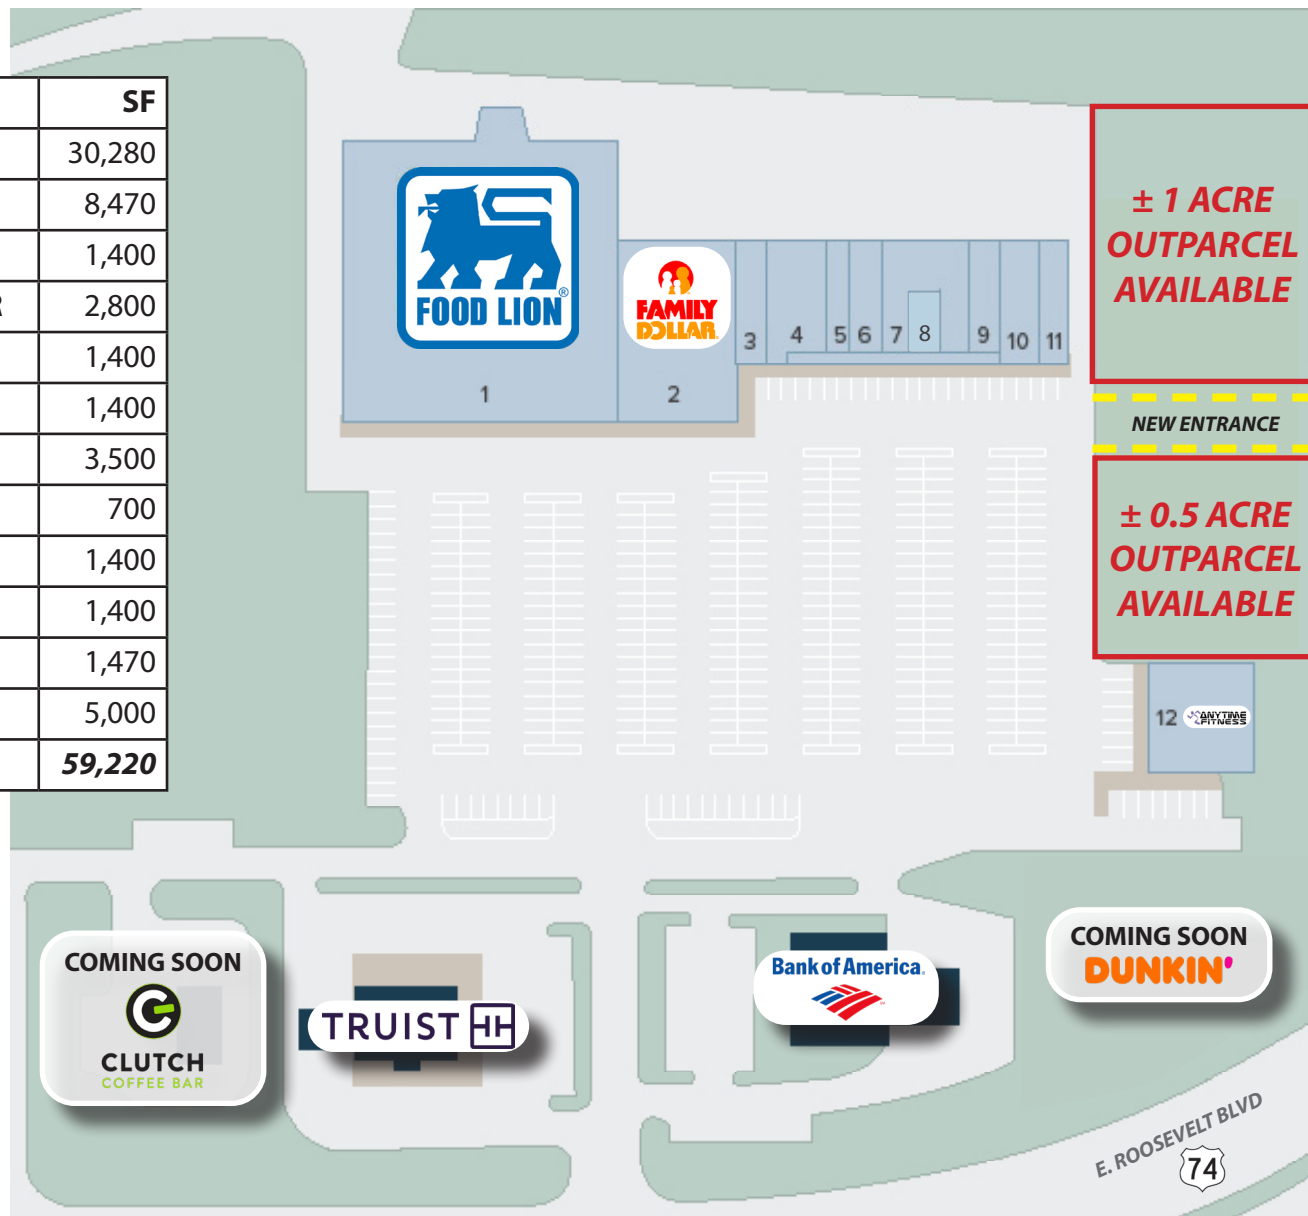 SF
30,280
8,470
1,400
R 2,800
1,400
1,400
3,500
700
1,400
1,400
1,470
5,000
59,220
FOOD LION®
FAMILY
DOLLAR.
1
2
3
4
5
6
7
8
9
10
11
± 1 ACRE
OUTPARCEL
AVAILABLE
NEW ENTRANCE
± 0.5 ACRE
OUTPARCEL
AVAILABLE
12
ANYTIME
FITNESS
COMING SOON
CLUTCH
COFFEE BAR
TRUIST
Bank of America.
COMING SOON
DUNKIN'
E. ROOSEVELT BLVD
74